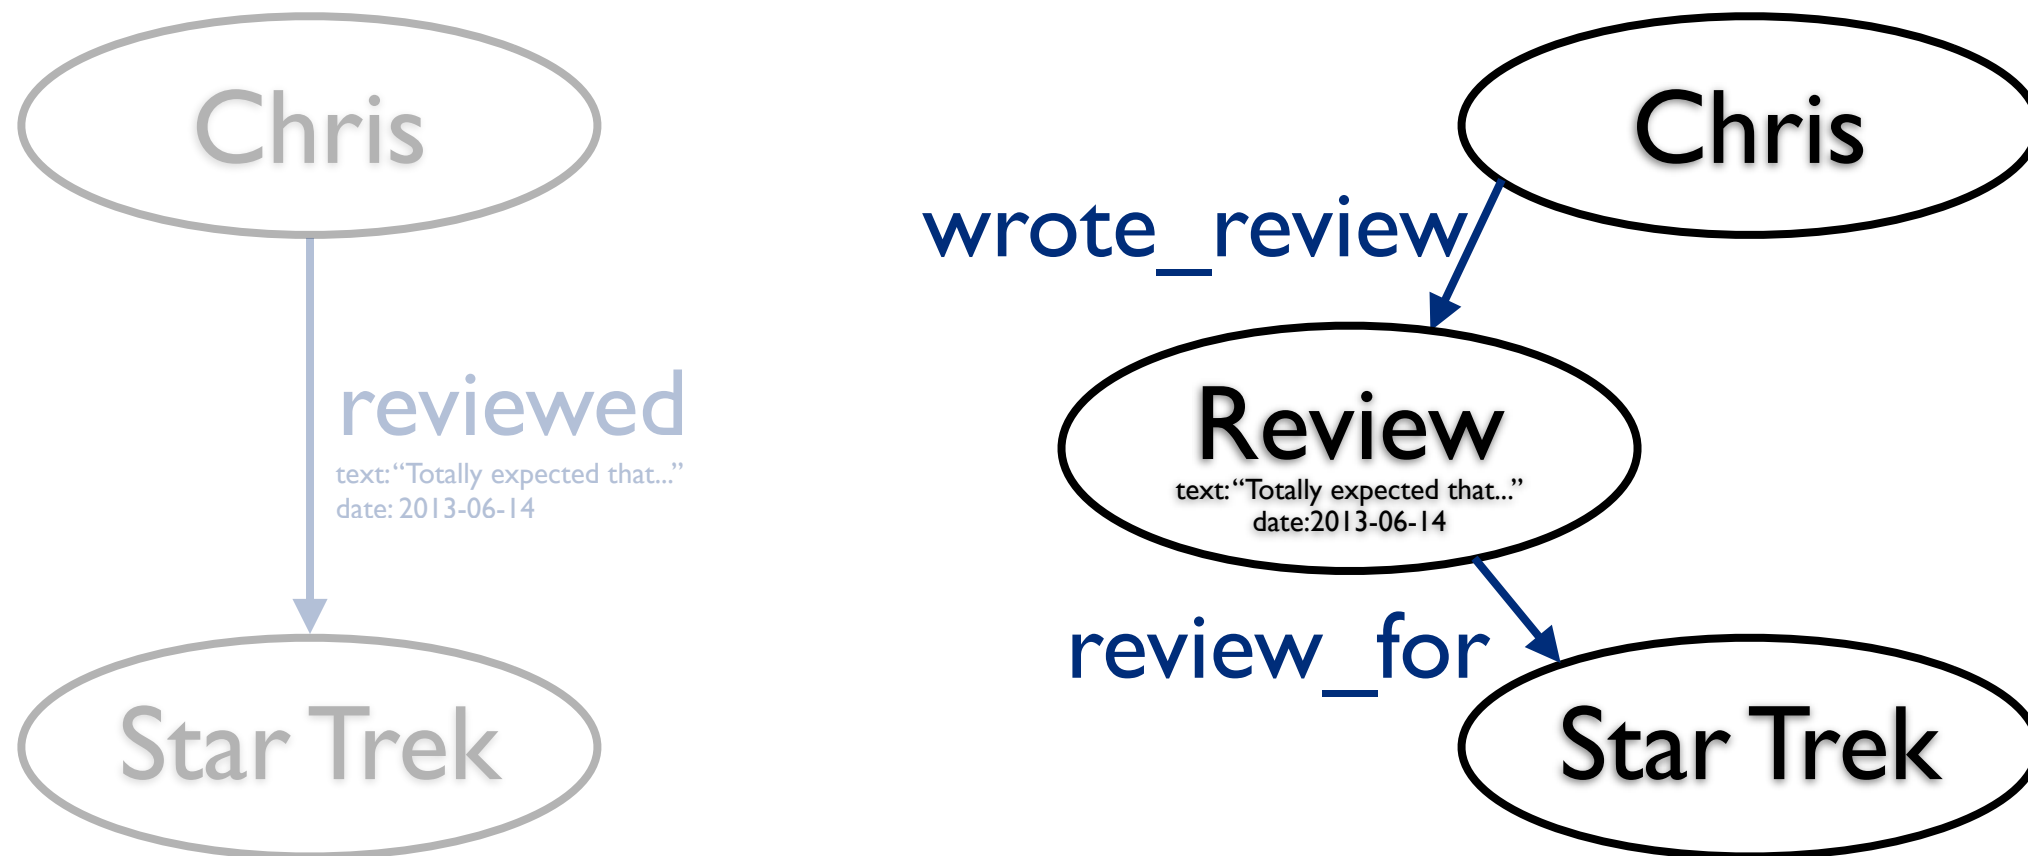 Chris
reviewed
text: “Totally expected that...”
date: 2013-06-14
Star Trek
Chris
wrote_review
Review
text: “Totally expected that...”
date:2013-06-14
review_for
Star Trek